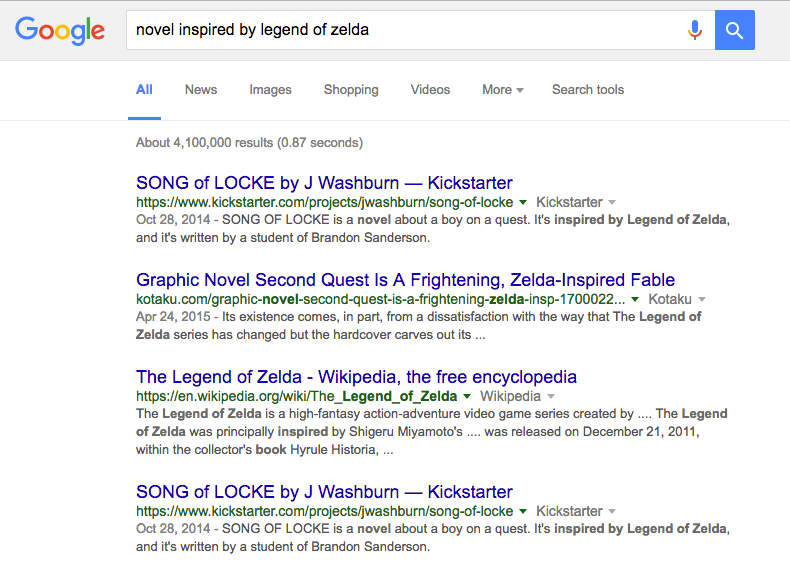 Google
novel inspired by legend of zelda
All News Images Shopping Videos More Search tools
About 4,100,000 results (0.87 seconds)
SONG of LOCKE by J Washburn — Kickstarter
https://www.kickstarter.com/projects/jwashburn/song-of-locke Kickstarter
Oct 28, 2014 - SONG OF LOCKE is a novel about a boy on a quest. It's inspired by Legend of Zelda,
and it's written by a student of Brandon Sanderson.
Graphic Novel Second Quest Is A Frightening, Zelda-Inspired Fable
kotaku.com/graphic-novel-second-quest-is-a-frightening-zelda-insp-1700022... Kotaku
Apr 24, 2015 - Its existence comes, in part, from a dissatisfaction with the way that The Legend of
Zelda series has changed but the hardcover carves out its ...
The Legend of Zelda - Wikipedia, the free encyclopedia
https://en.wikipedia.org/wiki/The_Legend_of_Zelda Wikipedia
The Legend of Zelda is a high-fantasy action-adventure video game series created by .... The Legend
of Zelda was principally inspired by Shigeru Miyamoto's .... was released on December 21, 2011,
within the collector's book Hyrule Historia, ...
SONG of LOCKE by J Washburn — Kickstarter
https://www.kickstarter.com/projects/jwashburn/song-of-locke Kickstarter
Oct 28, 2014 - SONG OF LOCKE is a novel about a boy on a quest. It's inspired by Legend of Zelda,
and it's written by a student of Brandon Sanderson.